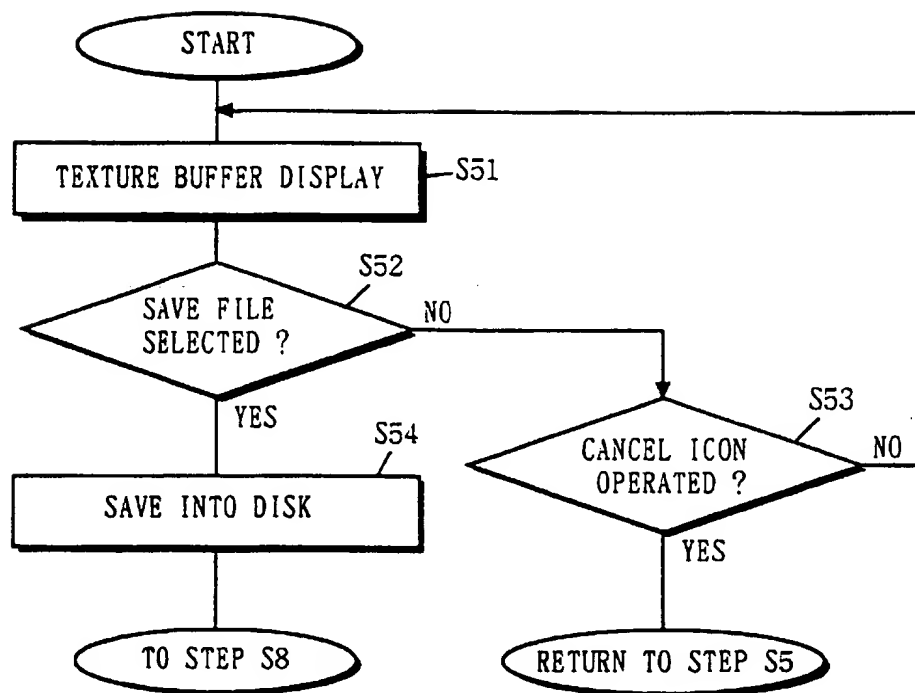 START
TEXTURE BUFFER DISPLAY
S51
S52
SAVE FILE
SELECTED ?
NO
YES
S53
CANCEL ICON
OPERATED ?
NO
YES
S54
SAVE INTO DISK
TO STEP S8
RETURN TO STEP S5